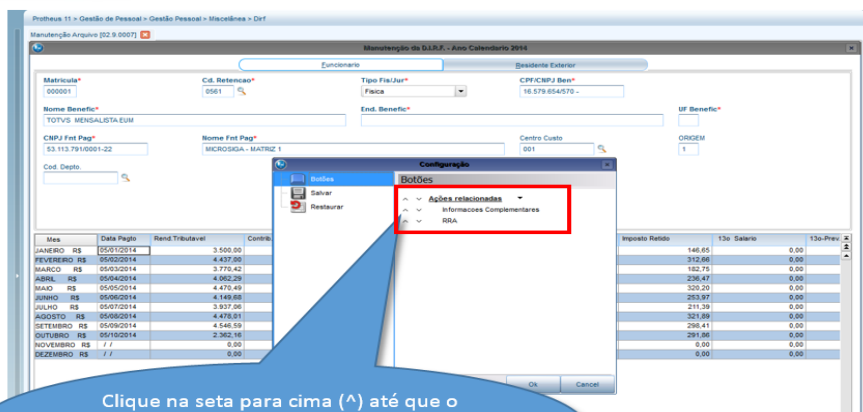 Protheus 11 > Gestão de Pessoal > Gestão Pessoal > Miscelânea > Dirf
Manutenção Arquivo [02.9.0007]
Manutenção da D.I.R.F. - Ano Calendario 2014
Funcionario Residente Exterior
Matricula* Cd. Retencao* Tipo Fis/Jur* CPF/CNPJ Ben*
000001 0561 Fisica 16.579.654/570 -
Nome Benefic* End. Benefic* UF Benefic*
TOTVS MENSALISTA EUM
CNPJ Fnt Pag* Nome Fnt Pag* Centro Custo ORIGEM
53.113.791/0001-22 MICROSIGA - MATRIZ 1 001 1
Cod. Depto.
Configuração
Botões
Salvar
Restaurar
Botões
Ações relacionadas
Informacoes Complementares
RRA
Ok Cancel
Mes Data Pagto Rend.Tributavel Contrib. Imposto Retido 13o Salario 13o-Prev.
JANEIRO R$ 05/01/2014 3.500,00 146,65 0,00
FEVEREIRO R$ 05/02/2014 4.437,00 312,66 0,00
MARCO R$ 05/03/2014 3.770,42 182,75 0,00
ABRIL R$ 05/04/2014 4.062,29 236,47 0,00
MAIO R$ 05/05/2014 4.470,49 320,20 0,00
JUNHO R$ 05/06/2014 4.149,68 253,97 0,00
JULHO R$ 05/07/2014 3.937,06 211,39 0,00
AGOSTO R$ 05/08/2014 4.478,01 321,89 0,00
SETEMBRO R$ 05/09/2014 4.546,59 298,41 0,00
OUTUBRO R$ 05/10/2014 2.362,16 291,86 0,00
NOVEMBRO R$ / / 0,00 0,00 0,00
DEZEMBRO R$ / / 0,00 0,00 0,00
Clique na seta para cima (^) até que o